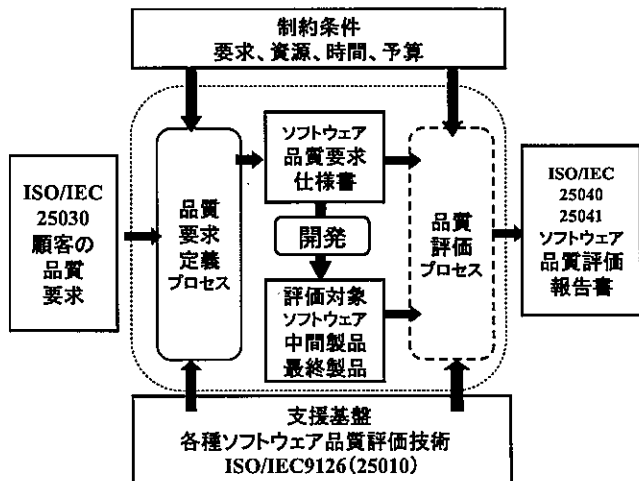 制約条件
要求、資源、時間、予算
ISO/IEC
25030
顧客の
品質
要求
品質
要求
定義
プロセス
ソフトウェア
品質要求
仕様書
開発
評価対象
ソフトウェア
中間製品
最終製品
品質
評価
プロセス
ISO/IEC
25040
25041
ソフトウェア
品質評価
報告書
支援基盤
各種ソフトウェア品質評価技術
ISO/IEC9126(25010)